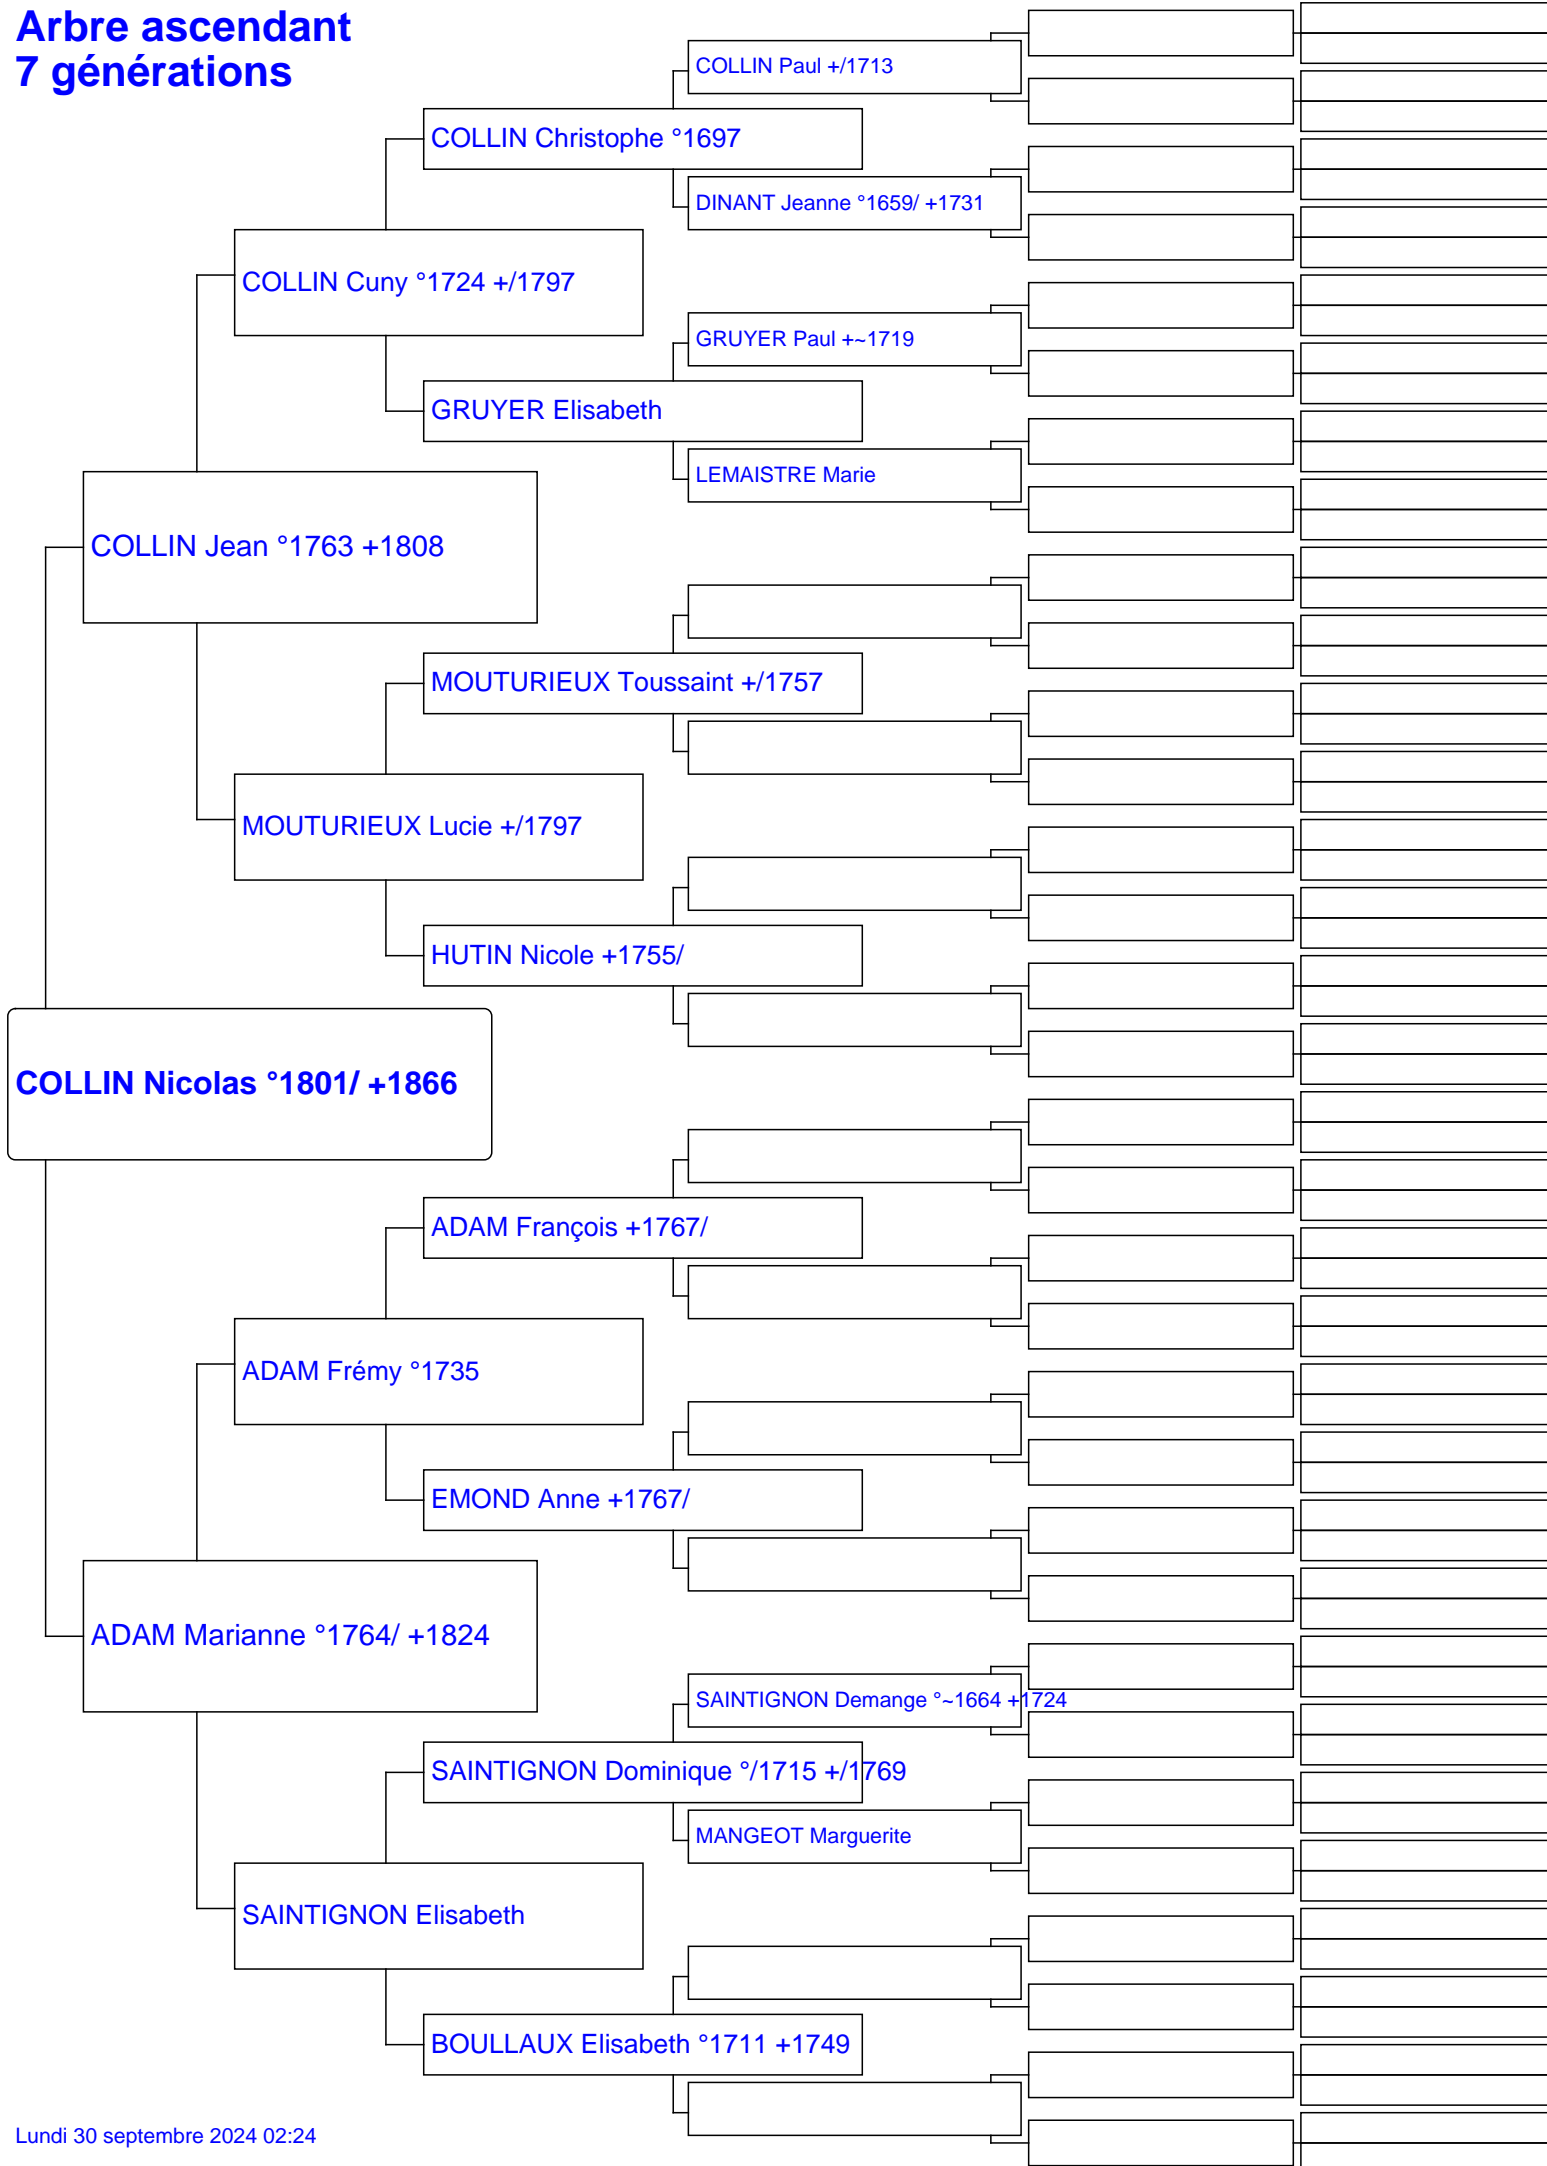 Arbre ascendant
7 générations
COLLIN Paul +/1713
COLLIN Christophe °1697
DINANT Jeanne °1659/ +1731
COLLIN Cuny °1724 +/1797
GRUYER Paul +~1719
GRUYER Elisabeth
LEMAISTRE Marie
COLLIN Jean °1763 +1808
MOUTURIEUX Toussaint +/1757
MOUTURIEUX Lucie +/1797
HUTIN Nicole +1755/
COLLIN Nicolas °1801/ +1866
ADAM François +1767/
ADAM Frémy °1735
EMOND Anne +1767/
ADAM Marianne °1764/ +1824
SAINTIGNON Demange °~1664 +1724
SAINTIGNON Dominique °/1715 +/1769
MANGEOT Marguerite
SAINTIGNON Elisabeth
BOULLAUX Elisabeth °1711 +1749
Lundi 30 septembre 2024 02:24